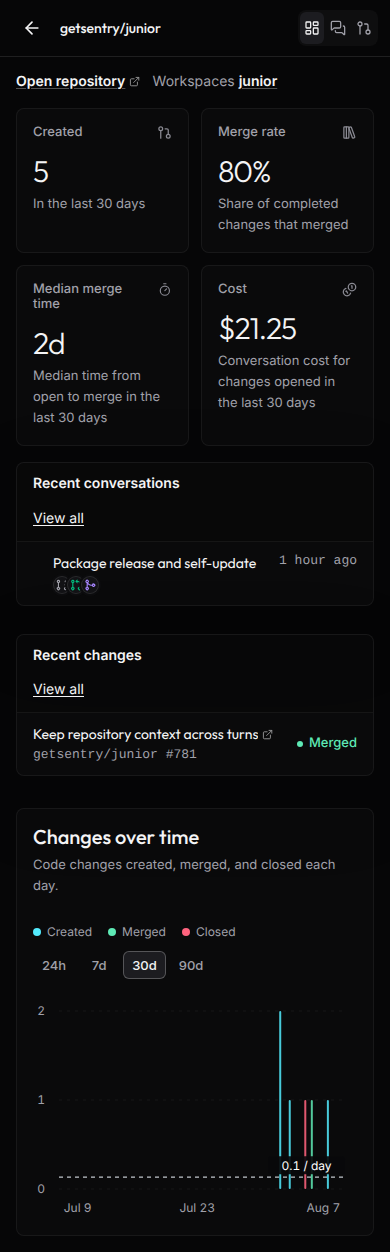 getsentry/junior
Open repository Workspaces junior
Created
5
In the last 30 days
Merge rate
80%
Share of completed
changes that merged
Median merge
time
2d
Median time from
open to merge in the
last 30 days
Cost
$21.25
Conversation cost for
changes opened in
the last 30 days
Recent conversations
View all
Package release and self-update 1 hour ago
Recent changes
View all
Keep repository context across turns
getsentry/junior #781
Merged
Changes over time
Code changes created, merged, and closed each
day.
Created Merged Closed
24h 7d 30d 90d
2
1
0.1 / day
0
Jul 9 Jul 23 Aug 7